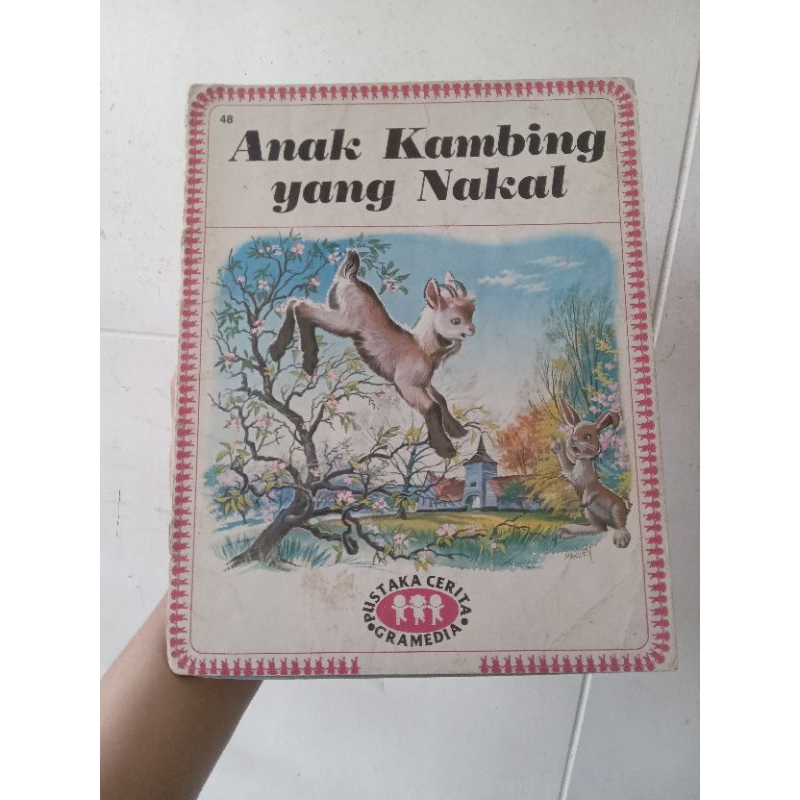 48
Anak Kambing
yang Nakal
PUSTAKA CERITA
GRAMEDIA